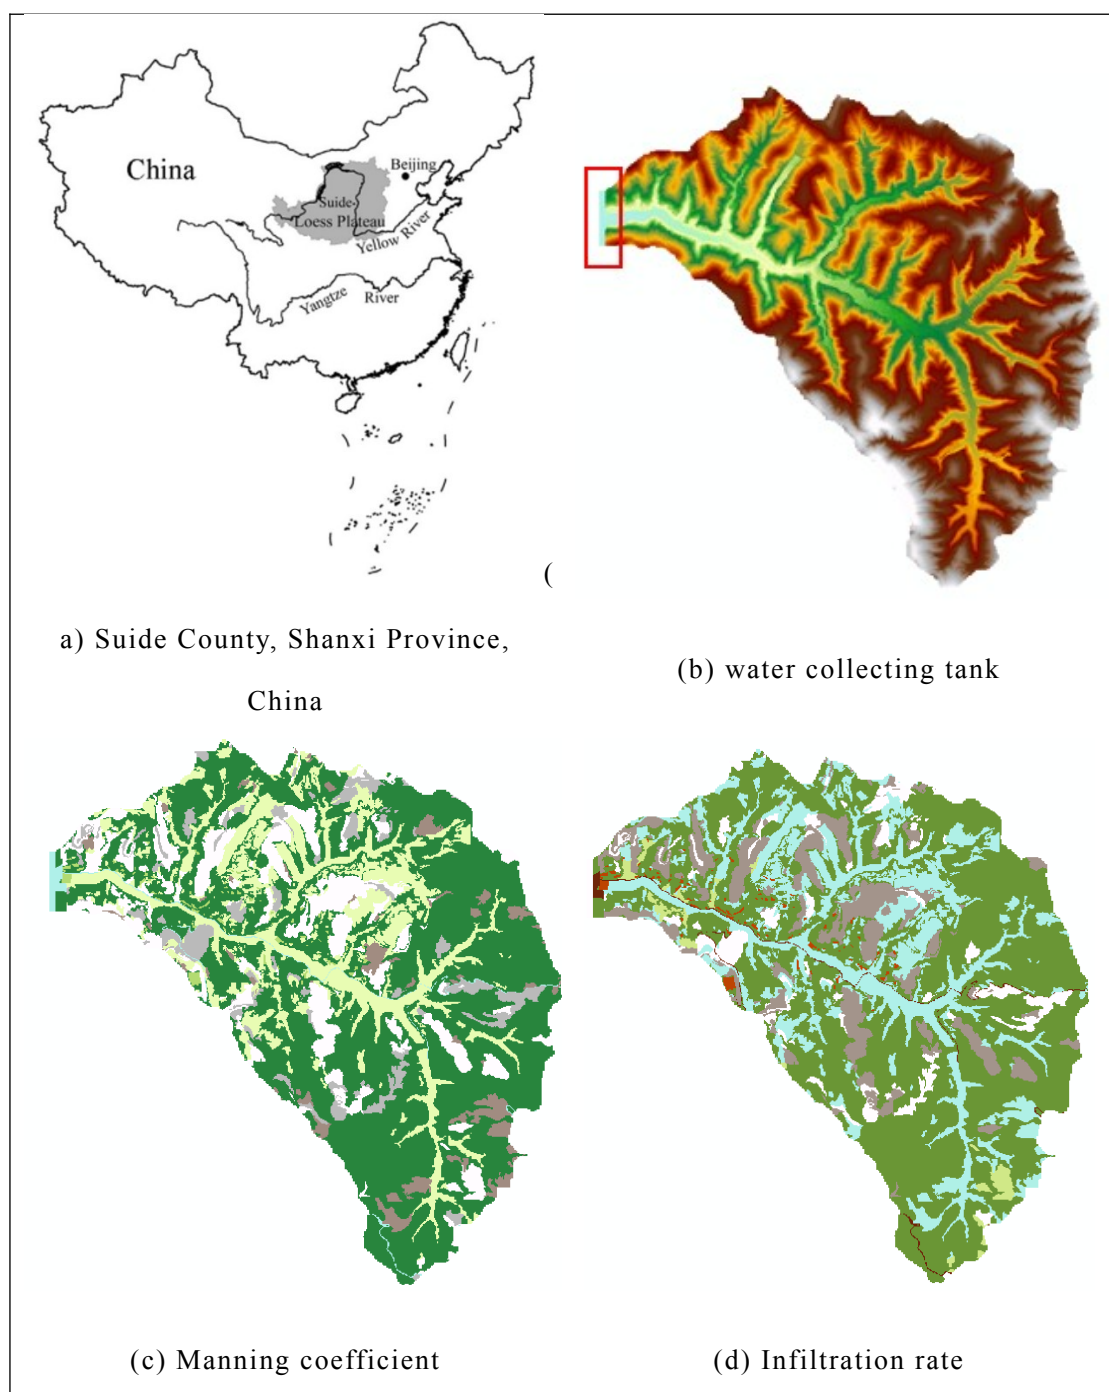 China
Beijing
Suide-
Loess Plateau
Yellow River
Yangtze River
(
a) Suide County, Shanxi Province,
China
(b) water collecting tank
(c) Manning coefficient
(d) Infiltration rate